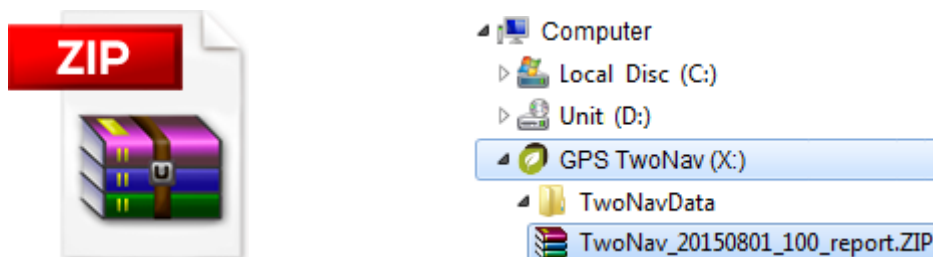 ZIP
Computer
Local Disc (C:)
Unit (D:)
GPS TwoNav (X:)
TwoNavData
TwoNav_20150801_100_report.ZIP
U